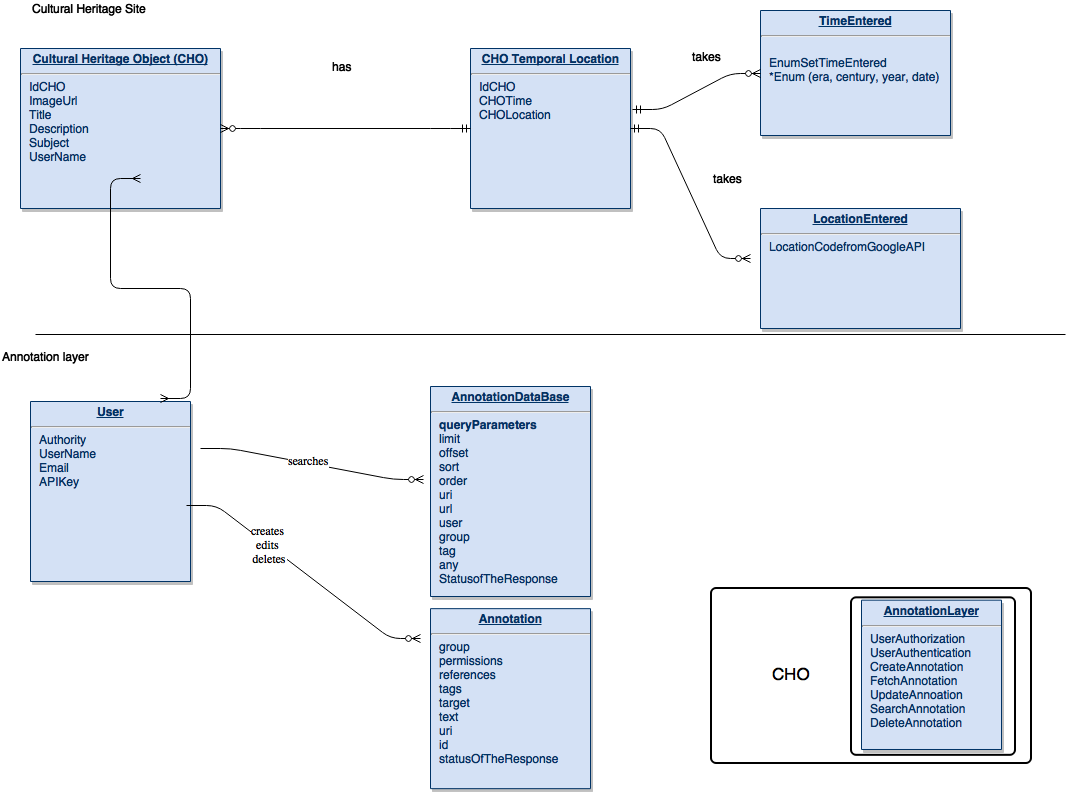 Cultural Heritage Site
Cultural Heritage Object (CHO)
IdCHO
ImageUrl
Title
Description
Subject
UserName
has
CHO Temporal Location
IdCHO
CHOTime
CHOLocation
takes
TimeEntered
EnumSetTimeEntered
*Enum (era, century, year, date)
takes
LocationEntered
LocationCodefromGoogleAPI
Annotation layer
User
Authority
UserName
Email
APIKey
searches
creates
edits
deletes
AnnotationDataBase
queryParameters
limit
offset
sort
order
uri
url
user
group
tag
any
StatusofTheResponse
Annotation
group
permissions
references
tags
target
text
uri
id
statusOfTheResponse
CHO
AnnotationLayer
UserAuthorization
UserAuthentication
CreateAnnotation
FetchAnnotation
UpdateAnnoation
SearchAnnotation
DeleteAnnotation